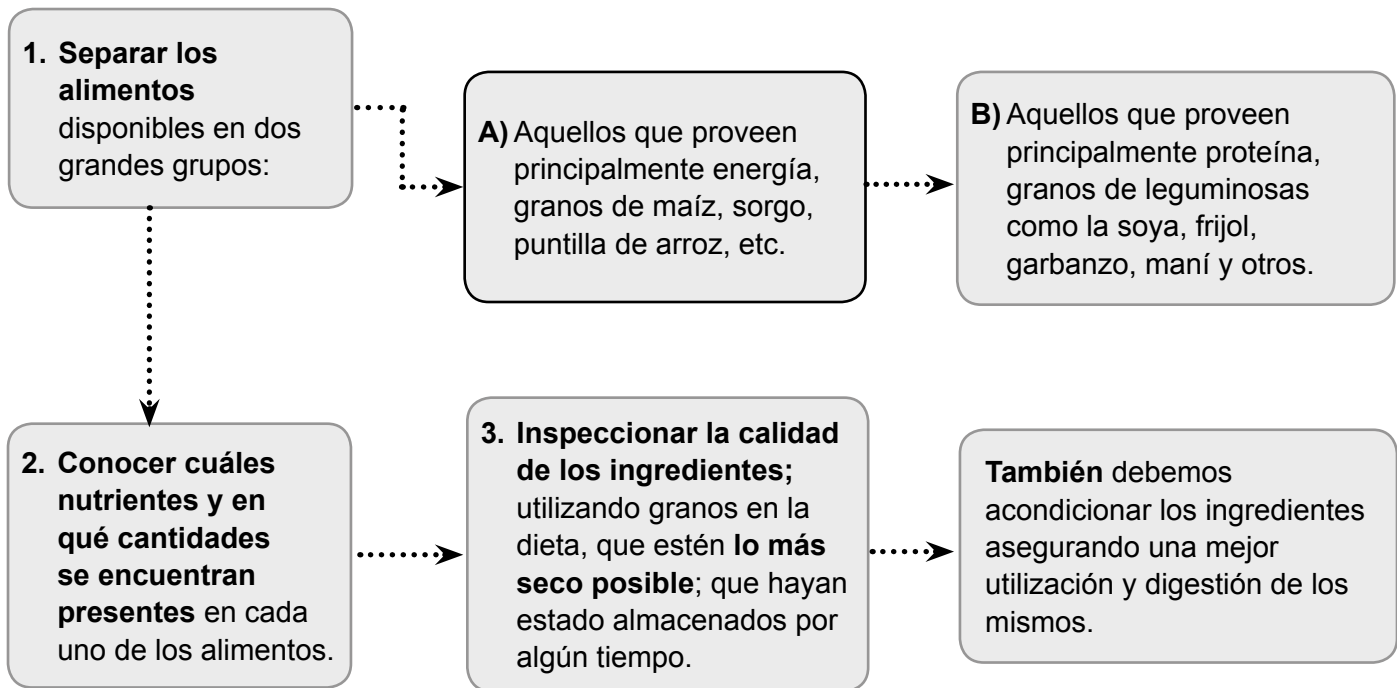 1. Separar los
alimentos
disponibles en dos
grandes grupos:
A) Aquellos que proveen
principalmente energía,
granos de maíz, sorgo,
puntilla de arroz, etc.
B) Aquellos que proveen
principalmente proteína,
granos de leguminosas
como la soya, frijol,
garbanzo, maní y otros.
2. Conocer cuáles
nutrientes y en
qué cantidades
se encuentran
presentes en cada
uno de los alimentos.
3. Inspeccionar la calidad
de los ingredientes;
utilizando granos en la
dieta, que estén lo más
seco posible; que hayan
estado almacenados por
algún tiempo.
También debemos
acondicionar los ingredientes
asegurando una mejor
utilización y digestión de los
mismos.